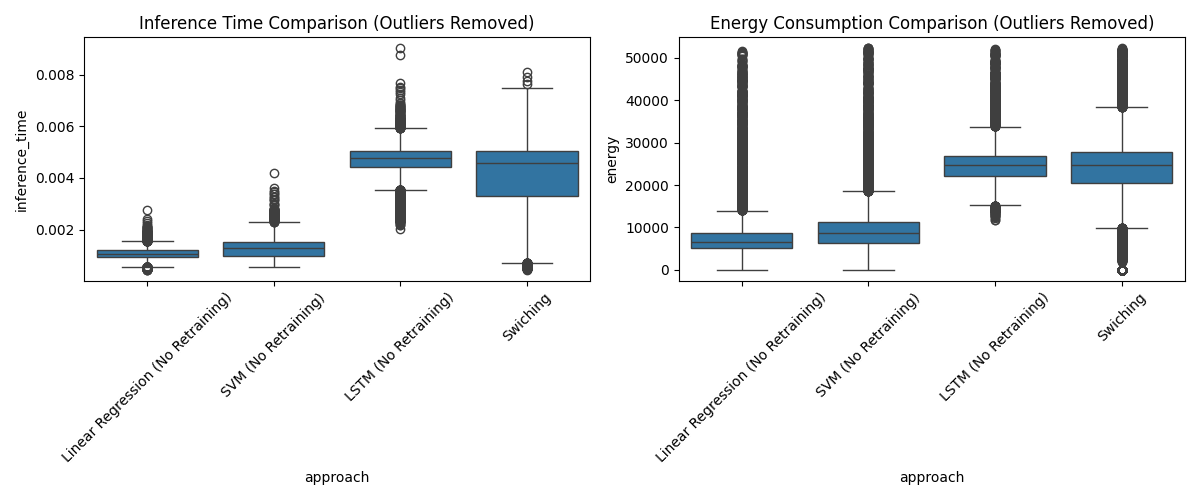 Inference Time Comparison (Outliers Removed)
inference_time
0.008
0.006
0.004
0.002
Linear Regression (No Retraining)
SVM (No Retraining)
LSTM (No Retraining)
Swiching
approach
Energy Consumption Comparison (Outliers Removed)
energy
50000
40000
30000
20000
10000
0
Linear Regression (No Retraining)
SVM (No Retraining)
LSTM (No Retraining)
Swiching
approach